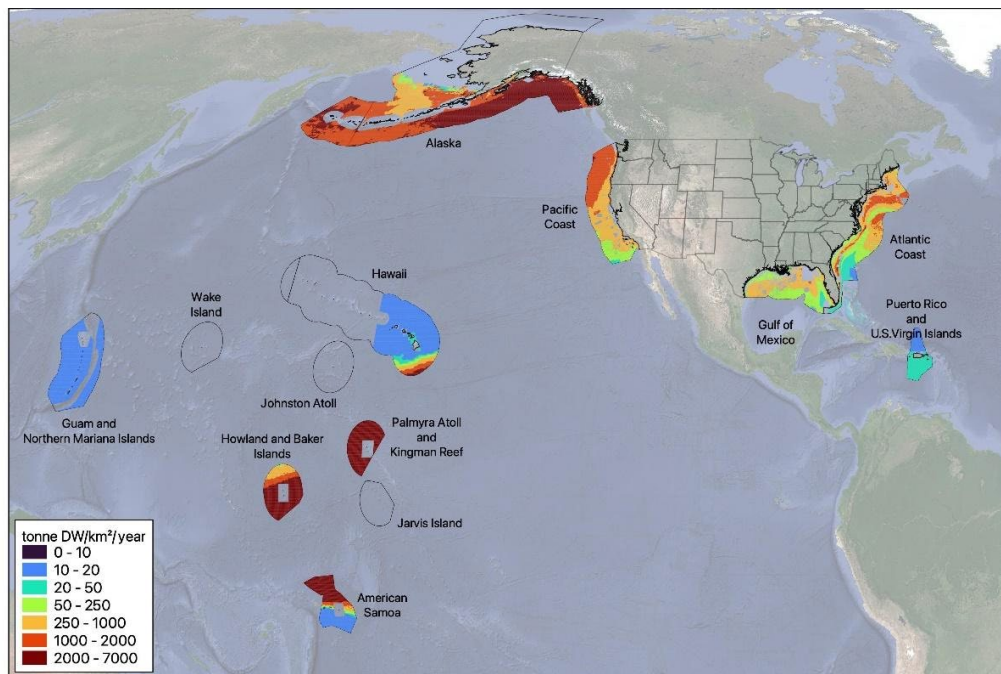 Alaska
Pacific
Coast
Atlantic
Coast
Hawaii
Wake
Island
Puerto Rico
and
U.S.Virgin Islands
Gulf of
Mexico
Johnston Atoll
Guam and
Northern Mariana Islands
Howland and Baker
Islands
Palmyra Atoll
and
Kingman Reef
Jarvis Island
American
Samoa
tonne DW/km²/year
0 - 10
10 - 20
20 - 50
50 - 250
250 - 1000
1000 - 2000
2000 - 7000